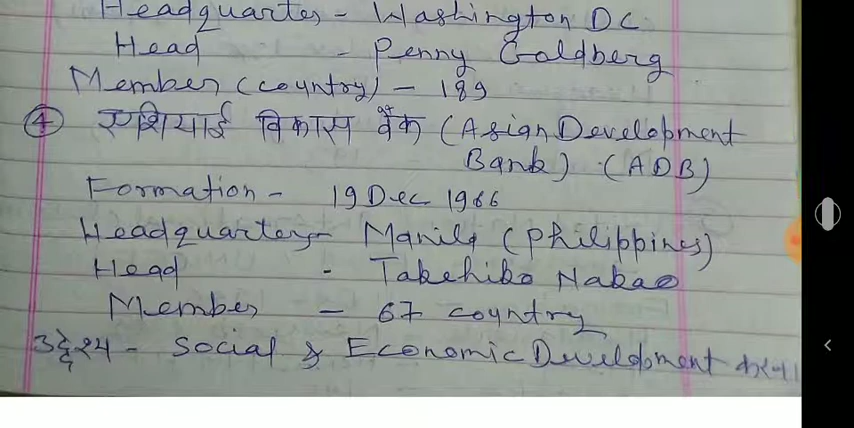 Headquarter - Washington DC
Head - Penny Goldberg
Member (country) - 189
④ एशियाई विकास बैंक (Asian Development
Bank) (ADB)
Formation - 19 Dec 1966
Headquarter - Manila (Philippines)
Head - Takehiko Nakao
Member - 67 country
उद्देश्य - Social & Economic Development करना